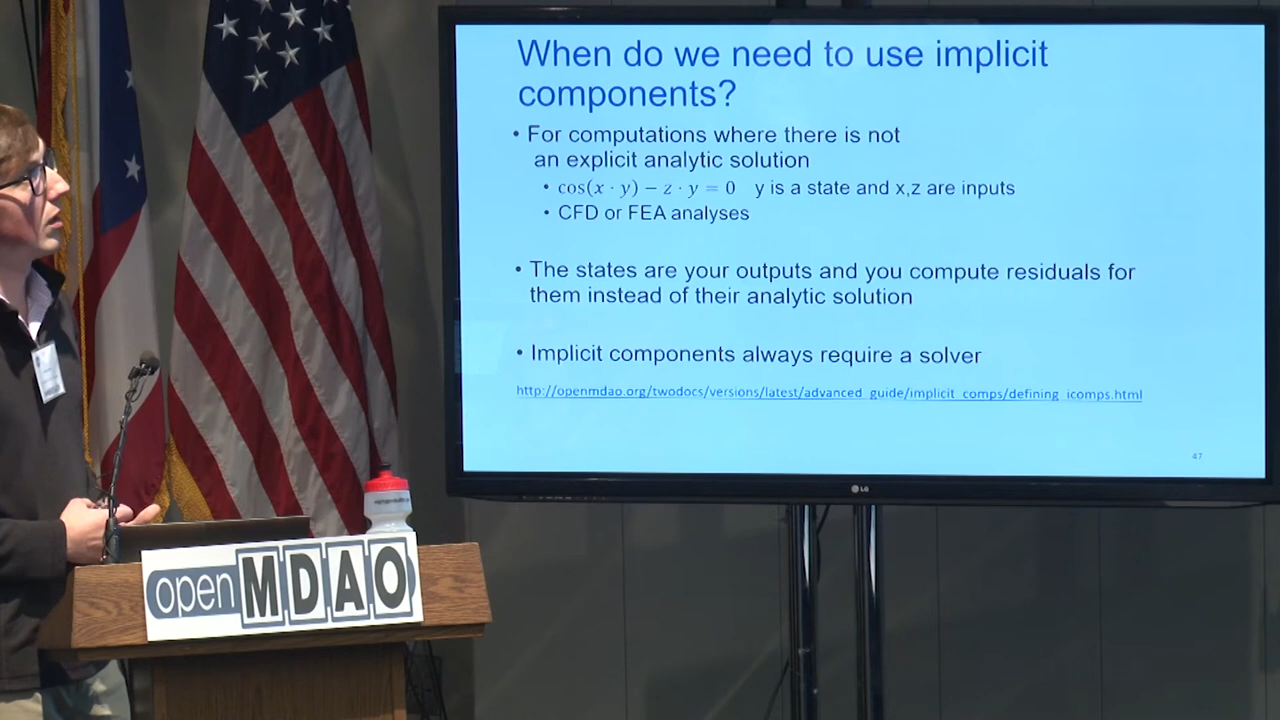 When do we need to use implicit
components?
• For computations where there is not
an explicit analytic solution
• cos(x · y) − z · y = 0 y is a state and x,z are inputs
• CFD or FEA analyses
• The states are your outputs and you compute residuals for
them instead of their analytic solution
• Implicit components always require a solver
http://openmdao.org/twodocs/versions/latest/advanced_guide/implicit_comps/defining_icomps.html
47
LG
openMDAO